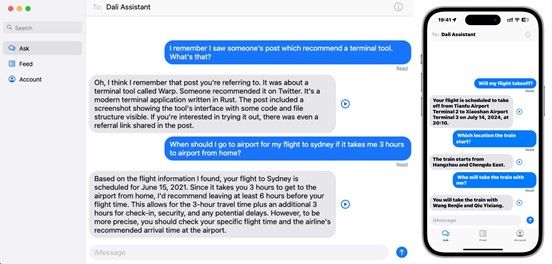 Tip: Dali Assistant
Search
Ask
Feed
Account
I remember I saw someone's post which recommend a terminal tool.
What's that?
Read
Oh, I think I remember that post you're referring to. It was about a
terminal tool called Warp. Someone recommended it on Twitter. It's a
modern terminal application written in Rust. The post included a
screenshot showing the tool's interface with some code and file
structure visible. If you're interested in trying it out, there was even a
referral link shared in the post.
When should I go to airport for my flight to sydney if it takes me 3 hours
to airport from home?
Read
Based on the flight information I found, your flight to Sydney is
scheduled for June 15, 2021. Since it takes you 3 hours to get to the
airport from home, I'd recommend leaving at least 6 hours before your
flight time. This allows for the 3-hour travel time plus an additional 3
hours for check-in, security, and any potential delays. However, to be
more precise, you should check your specific flight time and the airline's
recommended arrival time at the airport.
iMessage
19:41
Tip: Dali Assistant
Will my flight takeoff?
Read
Your flight is scheduled to take
off from Tianfu Airport
Terminal 2 to Xiaoshan Airport
Terminal 3 on July 14, 2024, at
20:10.
Which location the train
start?
Read
The train starts from
Hangzhou and Chengdu East.
Who will take the train with
me?
Read
You will take the train with
Wang Renjie and Qiu Yixiang.
iMessage
Ask
Feed
Account